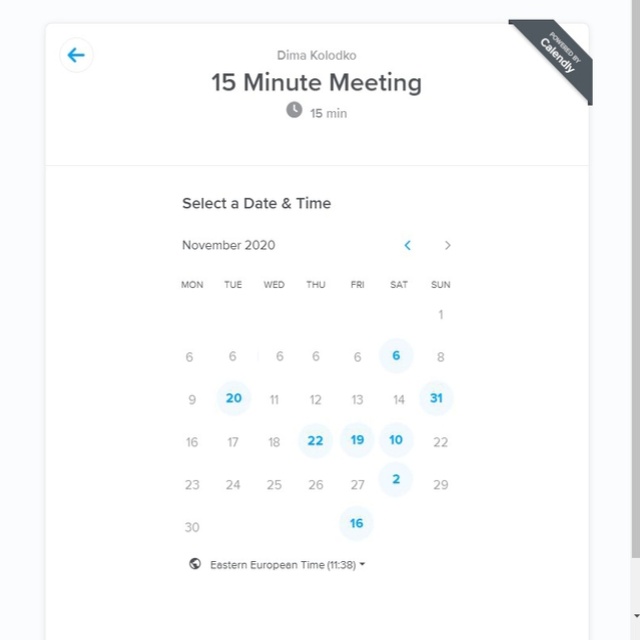 POWERED BY
Calendly
Dima Kolodko
15 Minute Meeting
15 min
Select a Date & Time
November 2020
MON TUE WED THU FRI SAT SUN
1
6 6 6 6 6 6 8
9 20 11 12 13 14 31
16 17 18 22 19 10 22
23 24 25 26 27 2 29
30 16
Eastern European Time (11:38)